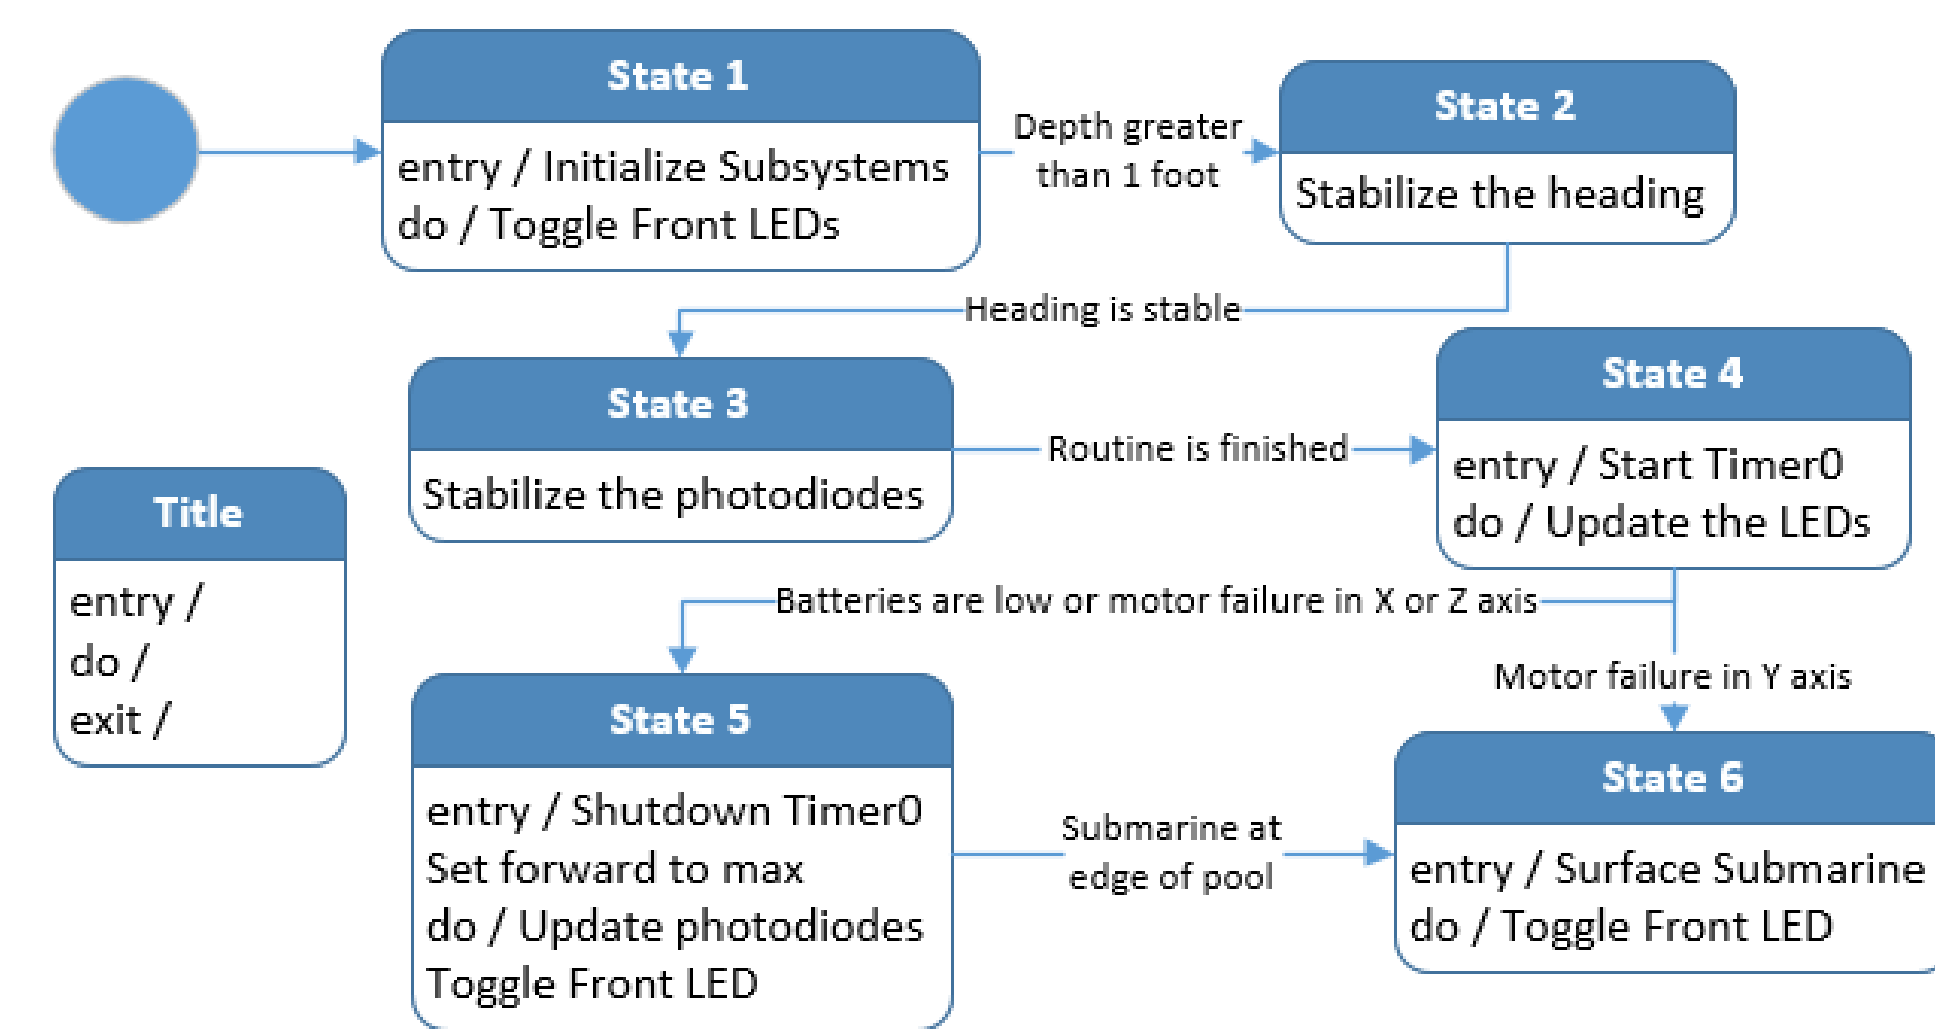 State 1
entry / Initialize Subsystems
do / Toggle Front LEDs
Depth greater
than 1 foot
State 2
Stabilize the heading
Heading is stable
State 3
Stabilize the photodiodes
Routine is finished
State 4
entry / Start Timer0
do / Update the LEDs
Title
entry /
do /
exit /
Batteries are low or motor failure in X or Z axis
Motor failure in Y axis
State 5
entry / Shutdown Timer0
Set forward to max
do / Update photodiodes
Toggle Front LED
Submarine at
edge of pool
State 6
entry / Surface Submarine
do / Toggle Front LED